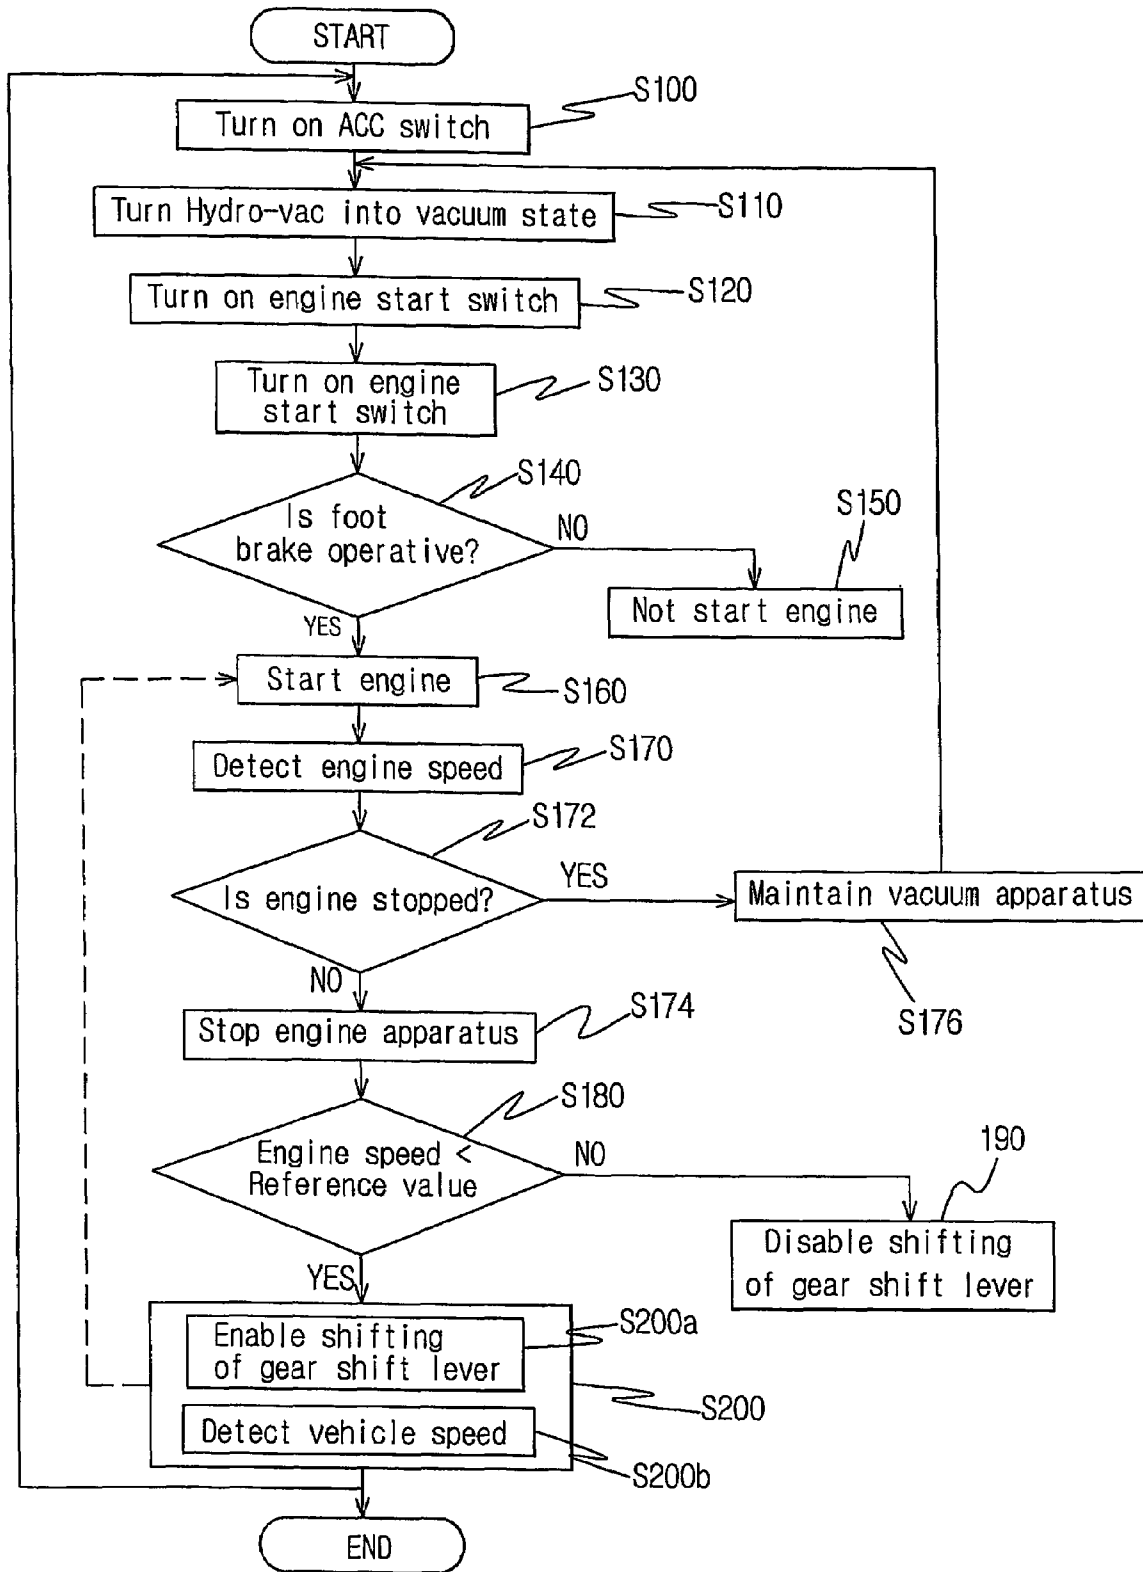 START
S100
Turn on ACC switch
Turn Hydro-vac into vacuum state
S110
Turn on engine start switch
S120
Turn on engine
start switch
S130
S140
Is foot
brake operative?
NO
S150
Not start engine
YES
Start engine
S160
Detect engine speed
S170
S172
Is engine stopped?
YES
Maintain vacuum apparatus
S176
NO
Stop engine apparatus
S174
S180
Engine speed <
Reference value
NO
190
Disable shifting
of gear shift lever
YES
Enable shifting
of gear shift lever
S200a
S200
Detect vehicle speed
S200b
END